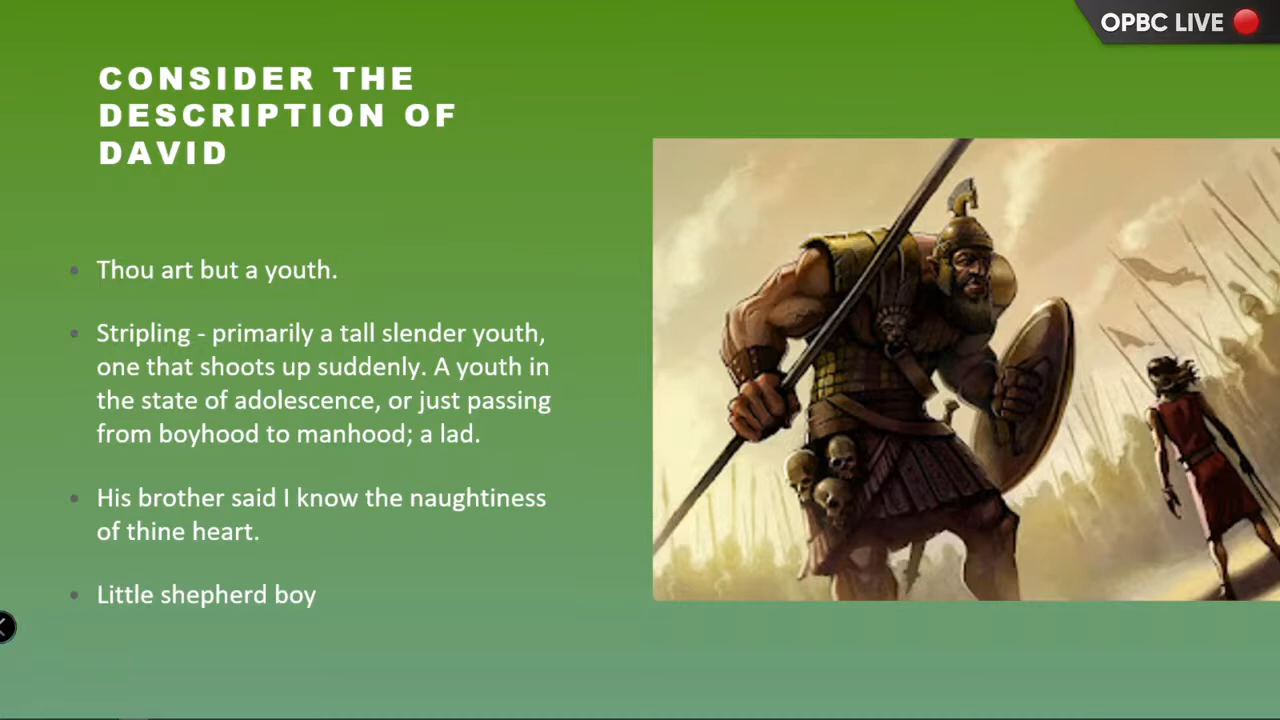 OPBC LIVE
CONSIDER THE
DESCRIPTION OF
DAVID
Thou art but a youth.
Stripling - primarily a tall slender youth,
one that shoots up suddenly. A youth in
the state of adolescence, or just passing
from boyhood to manhood; a lad.
His brother said I know the naughtiness
of thine heart.
Little shepherd boy